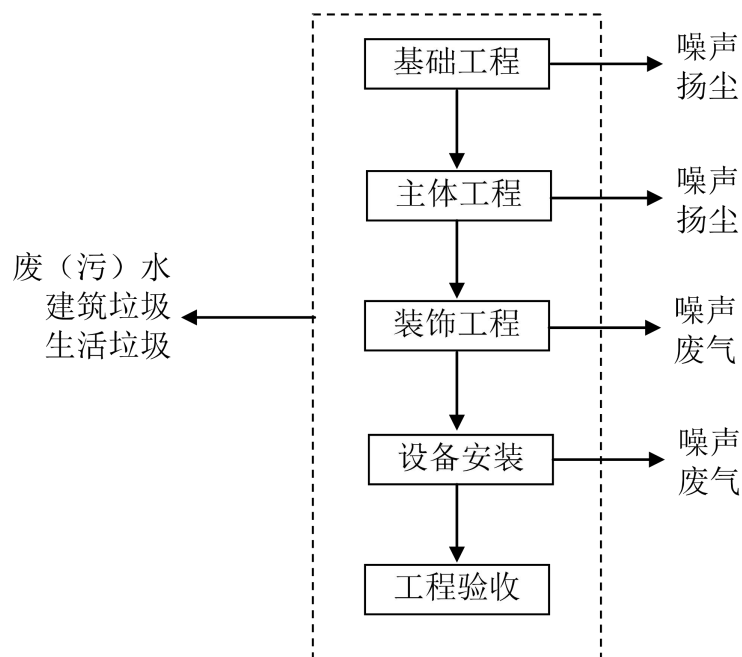 基础工程
噪声
扬尘
主体工程
噪声
扬尘
废（污）水
建筑垃圾
生活垃圾
装饰工程
噪声
废气
设备安装
噪声
废气
工程验收